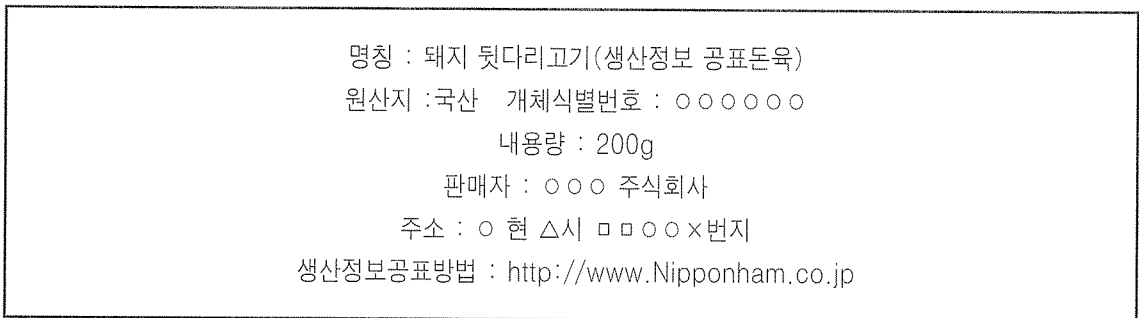 명칭 : 돼지 뒷다리고기(생산정보 공표돈육)
원산지 :국산 개체식별번호 : ○○○○○○
내용량 : 200g
판매자 : ○○○ 주식회사
주소 : ○ 현 △시 ㅁㅁ○○×번지
생산정보공표방법 : http://www.Nipponham.co.jp